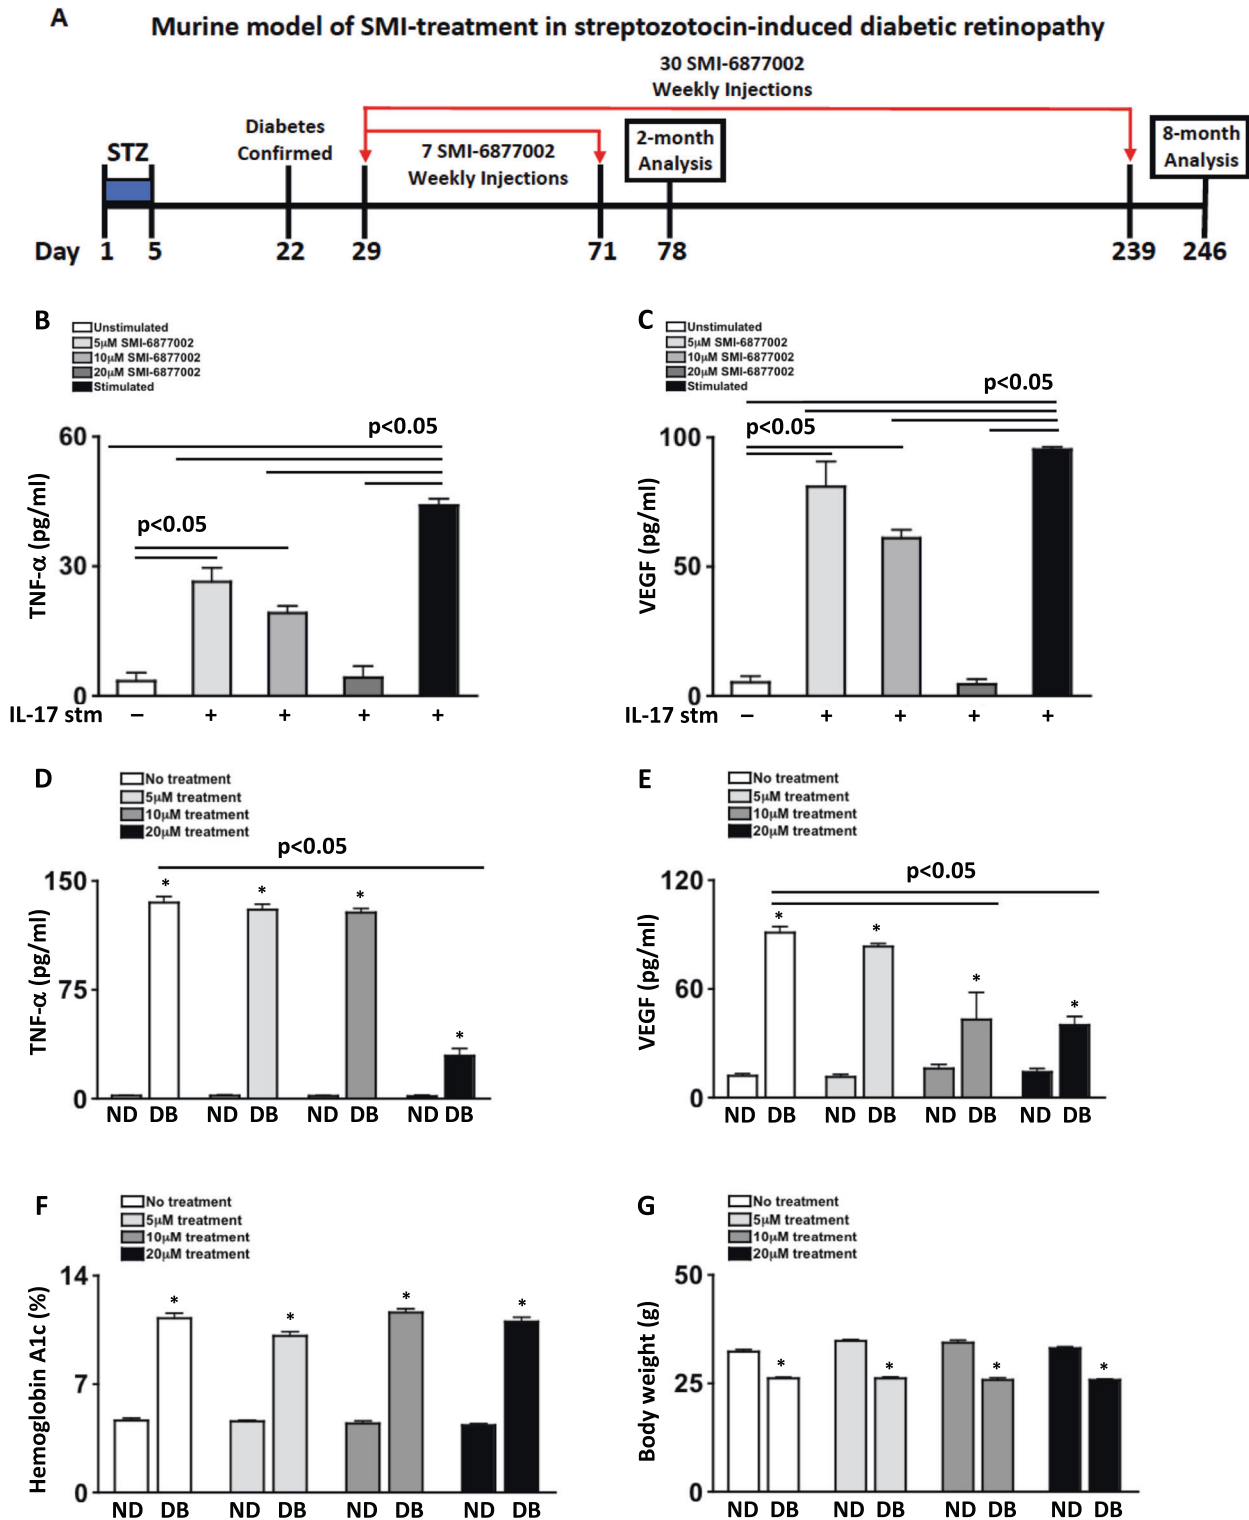 A
Murine model of SMI-treatment in streptozotocin-induced diabetic retinopathy
30 SMI-6877002
Weekly Injections
Diabetes
Confirmed
STZ
7 SMI-6877002
Weekly Injections
2-month
Analysis
8-month
Analysis
Day 1 5 22 29 71 78 239 246
B
Unstimulated
5µM SMI-6877002
10µM SMI-6877002
20µM SMI-6877002
Stimulated
p<0.05
p<0.05
TNF-α (pg/ml)
60
30
0
IL-17 stm − + + + +
C
Unstimulated
5µM SMI-6877002
10µM SMI-6877002
20µM SMI-6877002
Stimulated
p<0.05
p<0.05
VEGF (pg/ml)
100
50
0
IL-17 stm − + + + +
D
No treatment
5µM treatment
10µM treatment
20µM treatment
p<0.05
TNF-α (pg/ml)
150
75
0
* * * *
ND DB ND DB ND DB ND DB
E
No treatment
5µM treatment
10µM treatment
20µM treatment
p<0.05
VEGF (pg/ml)
120
60
0
* * * *
ND DB ND DB ND DB ND DB
F
No treatment
5µM treatment
10µM treatment
20µM treatment
Hemoglobin A1c (%)
14
7
0
* * * *
ND DB ND DB ND DB ND DB
G
No treatment
5µM treatment
10µM treatment
20µM treatment
Body weight (g)
50
25
0
* * * *
ND DB ND DB ND DB ND DB